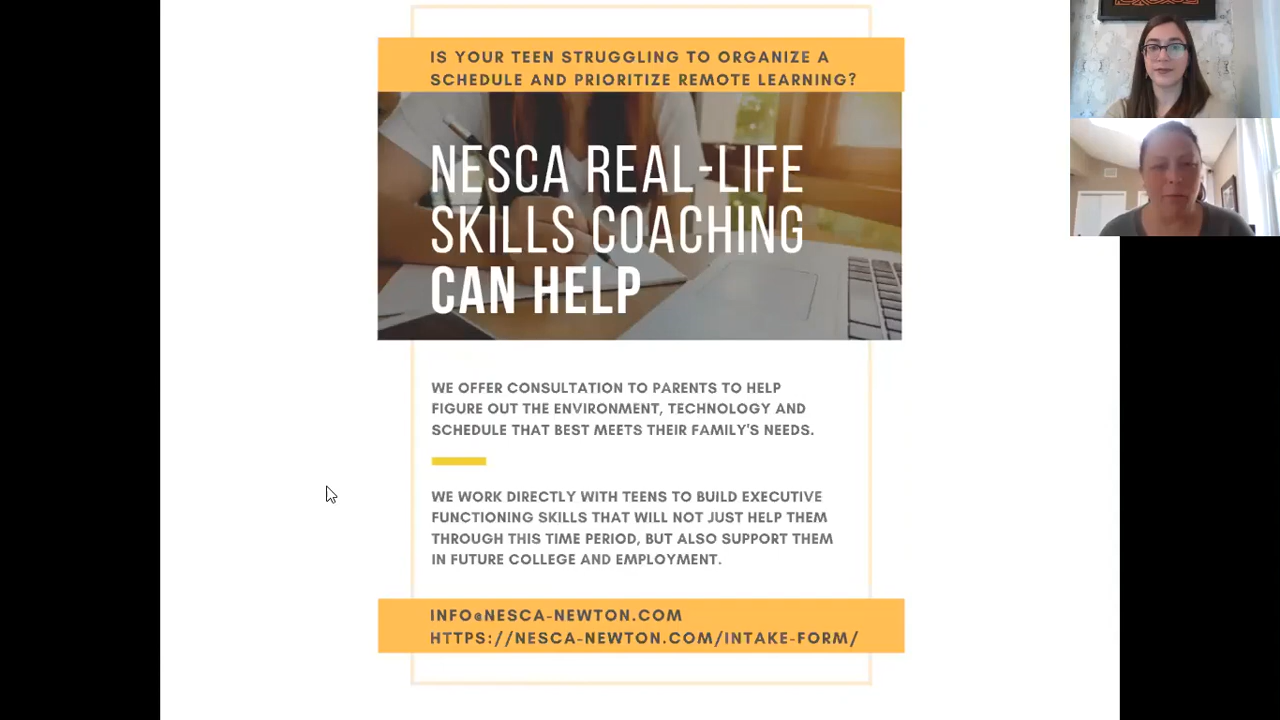 IS YOUR TEEN STRUGGLING TO ORGANIZE A
SCHEDULE AND PRIORITIZE REMOTE LEARNING?
NESCA REAL-LIFE
SKILLS COACHING
CAN HELP
WE OFFER CONSULTATION TO PARENTS TO HELP
FIGURE OUT THE ENVIRONMENT, TECHNOLOGY AND
SCHEDULE THAT BEST MEETS THEIR FAMILY'S NEEDS.
WE WORK DIRECTLY WITH TEENS TO BUILD EXECUTIVE
FUNCTIONING SKILLS THAT WILL NOT JUST HELP THEM
THROUGH THIS TIME PERIOD, BUT ALSO SUPPORT THEM
IN FUTURE COLLEGE AND EMPLOYMENT.
INFO@NESCA-NEWTON.COM
HTTPS://NESCA-NEWTON.COM/INTAKE-FORM/